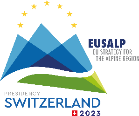 EUSALP
EU STRATEGY FOR
THE ALPINE REGION
PRESIDENCY
SWITZERLAND
2023